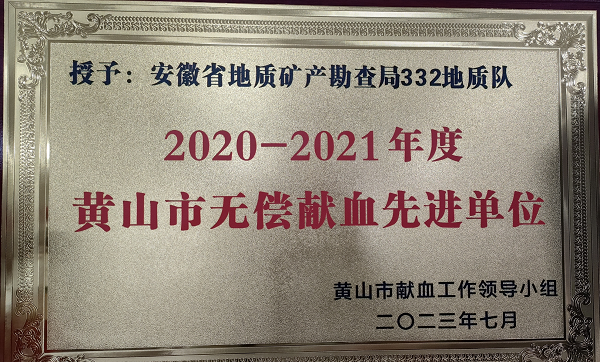 授予：安徽省地质矿产勘查局332地质队
2020-2021年度
黄山市无偿献血先进单位
黄山市献血工作领导小组
二〇二三年七月